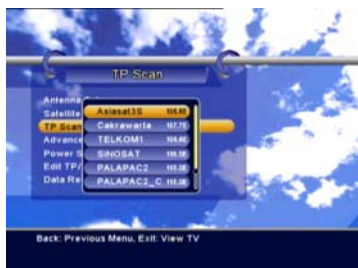 TP Scan
Antenna
Satellite
TP Scan
Advance
Power S
Edit TP/
Data Re
Asiasat3S
Cakrawarta
TELKOM1
SINOSAT
PALAPAC2
PALAPAC2_C
Back: Previous Menu, Exit: View TV